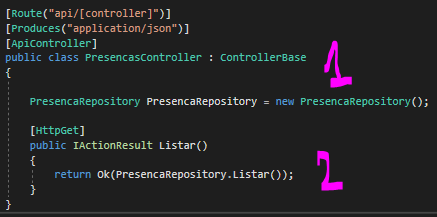 [Route("api/[controller]")]
[Produces("application/json")]
[ApiController]
public class PresencasController : ControllerBase
1
{
PresencaRepository PresencaRepository = new PresencaRepository();
[HttpGet]
public IActionResult Listar()
{
return Ok(PresencaRepository.Listar());
2
}
}